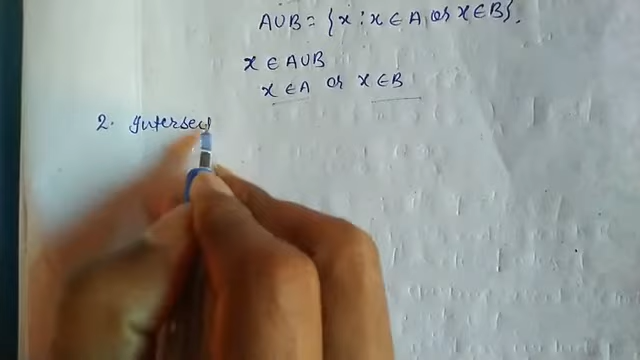 A∪B = {x : x ∈ A or x ∈ B}.
x ∈ A∪B
x ∈ A or x ∈ B
2. Intersec